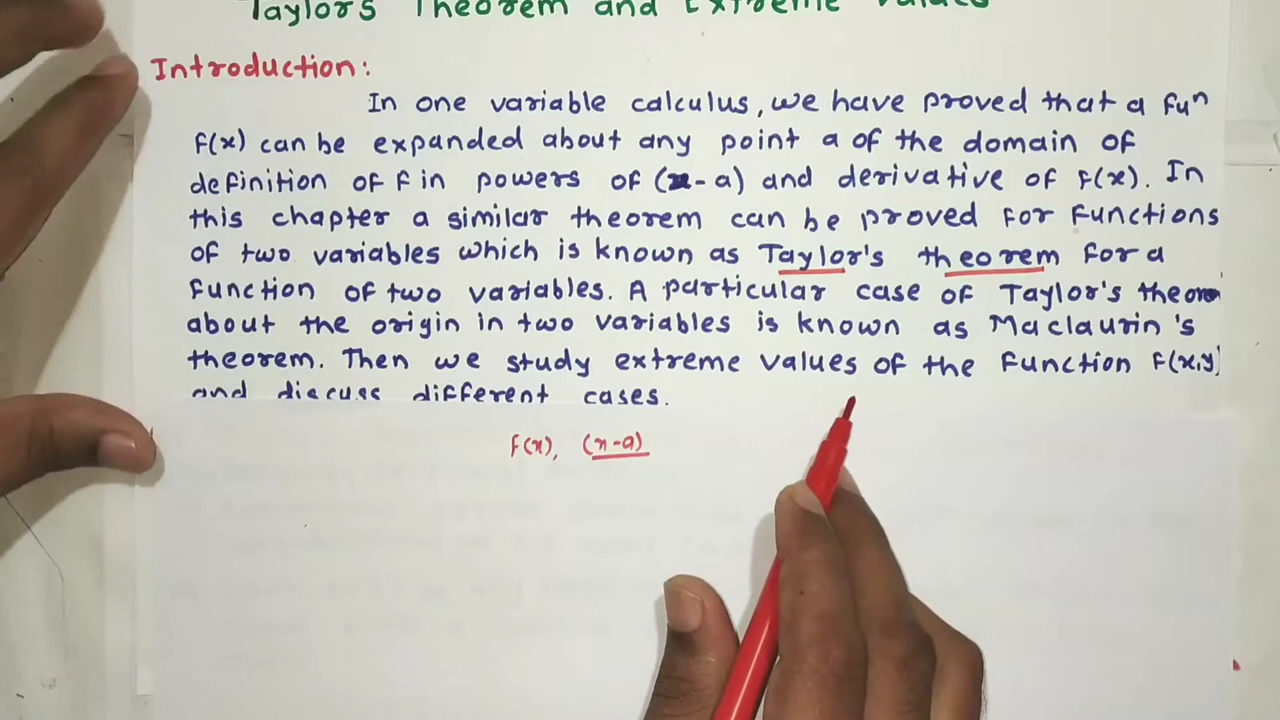 Taylors Theorem and Extreme Values
Introduction:
In one variable calculus, we have proved that a fuⁿ
f(x) can be expanded about any point a of the domain of
definition of f in powers of (x-a) and derivative of f(x). In
this chapter a similar theorem can be proved for functions
of two variables which is known as Taylor's theorem for a
function of two variables. A particular case of Taylor's theorem
about the origin in two variables is known as Maclaurin's
theorem. Then we study extreme values of the function f(x,y)
and discuss different cases.
f(x), (x-a)